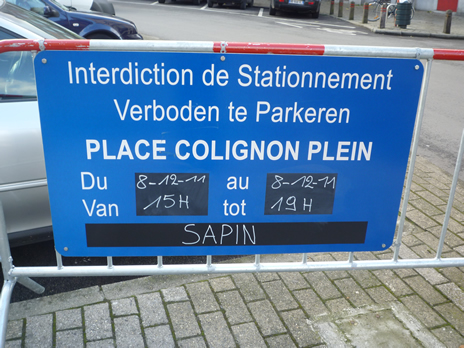 Interdiction de Stationnement
Verboden te Parkeren
PLACE COLIGNON PLEIN
Du 8-12-11 au 8-12-11
Van 15H tot 19H
SAPIN